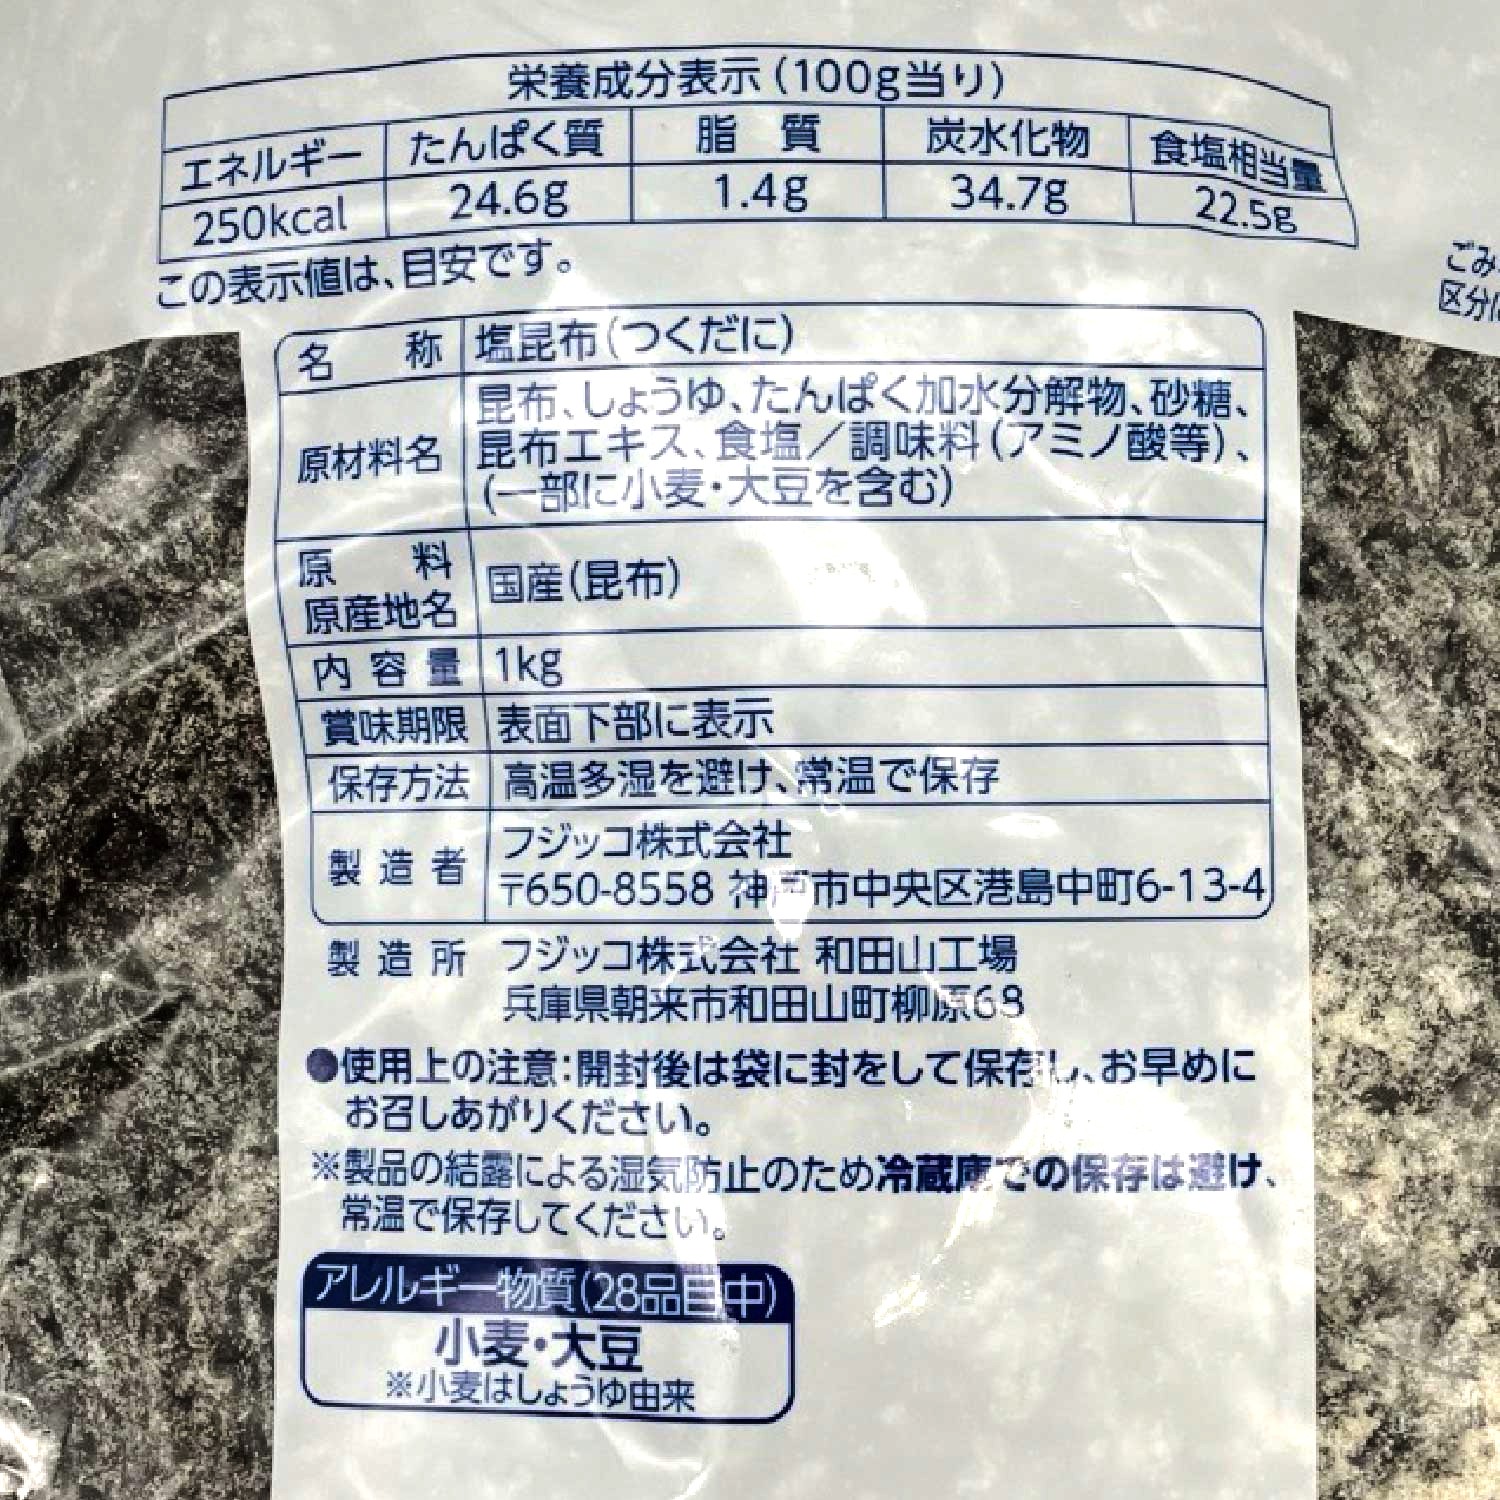 栄養成分表示(100g当り)
エネルギー たんぱく質 脂質 炭水化物 食塩相当量
250kcal 24.6g 1.4g 34.7g 22.5g
この表示値は、目安です。
ごみ
区分
名称 塩昆布(つくだに)
原材料名 昆布、しょうゆ、たんぱく加水分解物、砂糖、
昆布エキス、食塩/調味料(アミノ酸等)、
(一部に小麦・大豆を含む)
原料原産地名 国産(昆布)
内容量 1kg
賞味期限 表面下部に表示
保存方法 高温多湿を避け、常温で保存
製造者 フジッコ株式会社
〒650-8558 神戸市中央区港島中町6-13-4
製造所 フジッコ株式会社 和田山工場
兵庫県朝来市和田山町柳原68
●使用上の注意:開封後は袋に封をして保存し、お早めに
お召しあがりください。
※製品の結露による湿気防止のため冷蔵庫での保存は避け、
常温で保存してください。
アレルギー物質(28品目中)
小麦・大豆
※小麦はしょうゆ由来